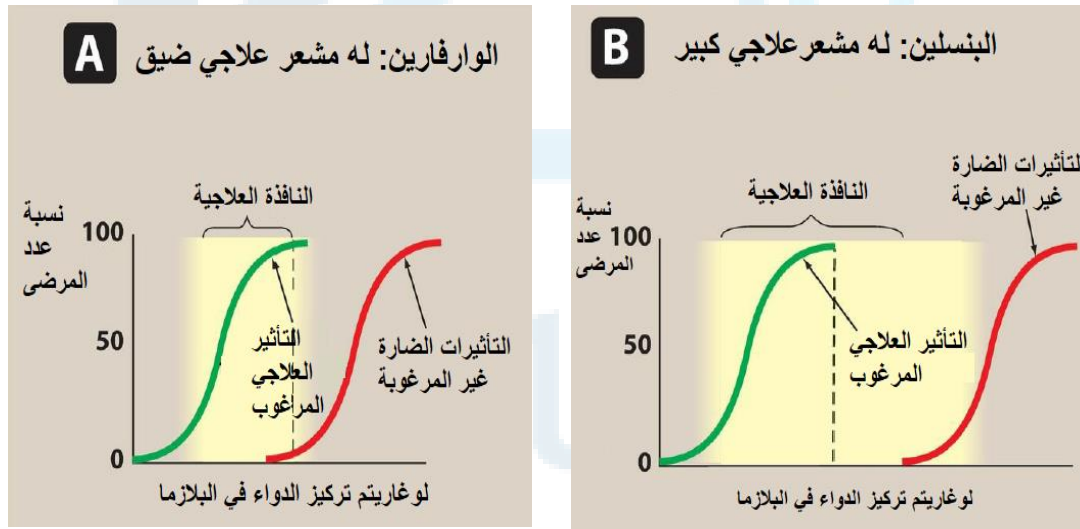 A
الوارفارين: له مشعر علاجي ضيق
النافذة العلاجية
نسبة
عدد
المرضى
100
50
0
التأثير
العلاجي
المرغوب
التأثيرات الضارة
غير المرغوبة
لوغاريتم تركيز الدواء في البلازما
B
البنسلين: له مشعرعلاجي كبير
التأثيرات الضارة
غير المرغوبة
النافذة العلاجية
نسبة
عدد
المرضى
100
50
0
التأثير العلاجي
المرغوب
لوغاريتم تركيز الدواء في البلازما